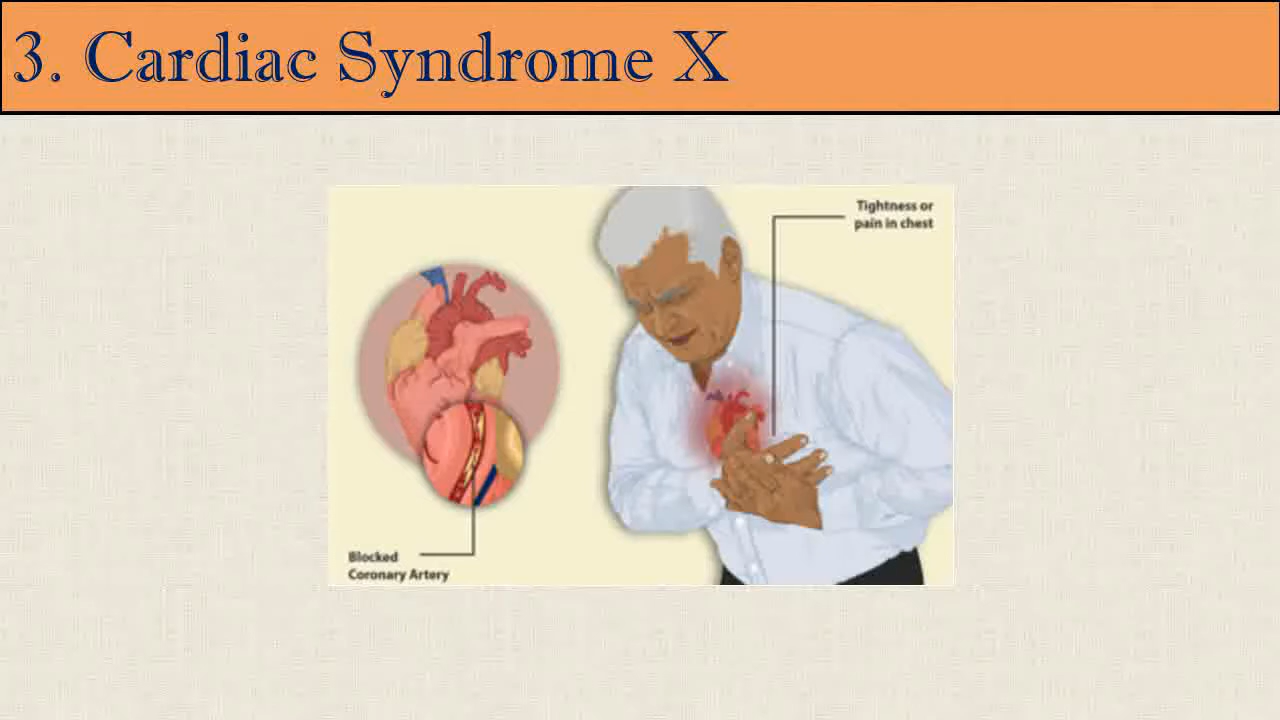 3. Cardiac Syndrome X
Tightness or
pain in chest
Blocked
Coronary Artery